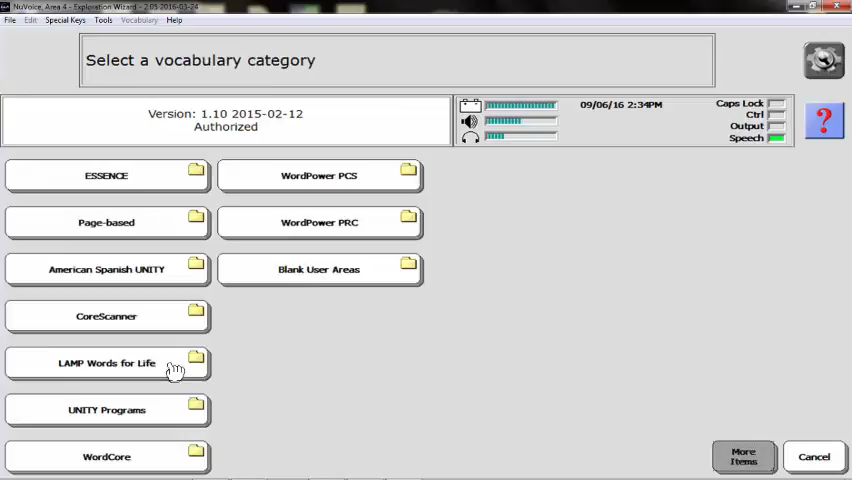 NuVoice, Area 4 - Exploration Wizard - 2.05 2016-03-24
File Edit Special Keys Tools Vocabulary Help
Select a vocabulary category
Version: 1.10 2015-02-12
Authorized
09/06/16 2:34PM
Caps Lock
Ctrl
Output
Speech
?
ESSENCE
WordPower PCS
Page-based
WordPower PRC
American Spanish UNITY
Blank User Areas
CoreScanner
LAMP Words for Life
UNITY Programs
WordCore
More
Items
Cancel